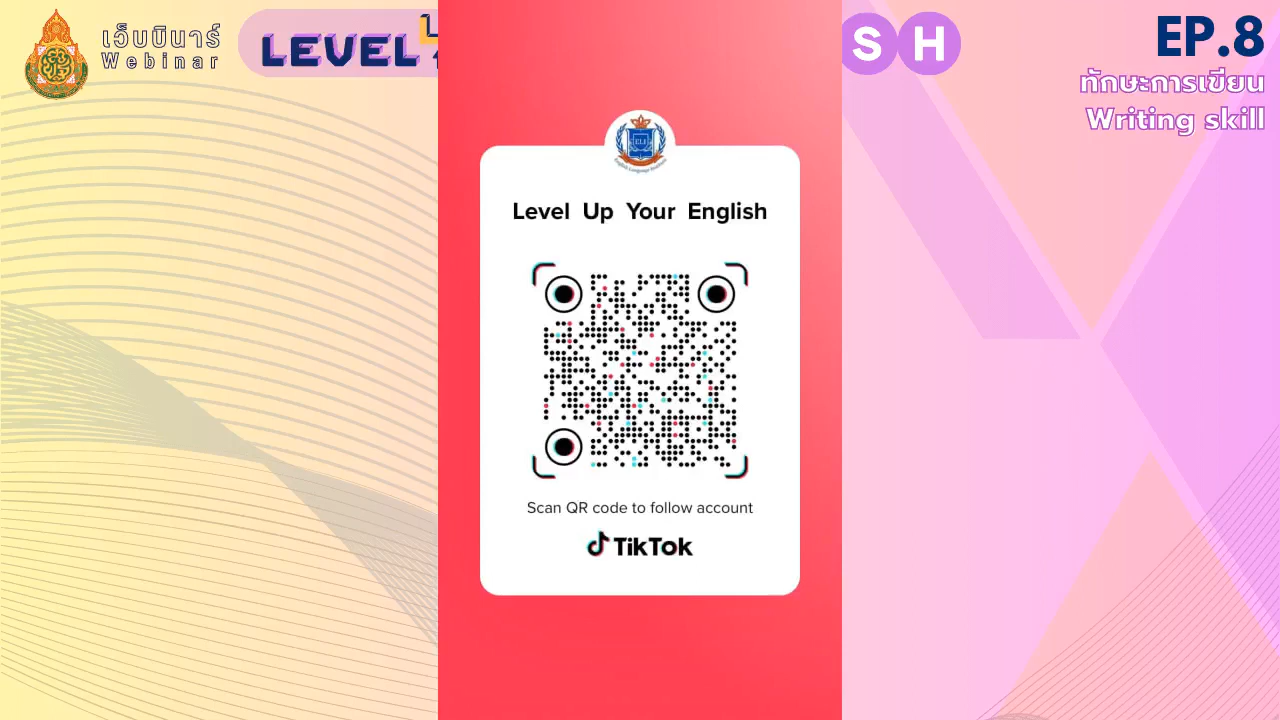 เว็บบินาร์
Webinar
LEVEL
S H
EP.8
ทักษะการเขียน
Writing skill
ELI
Level Up Your English
Scan QR code to follow account
TikTok